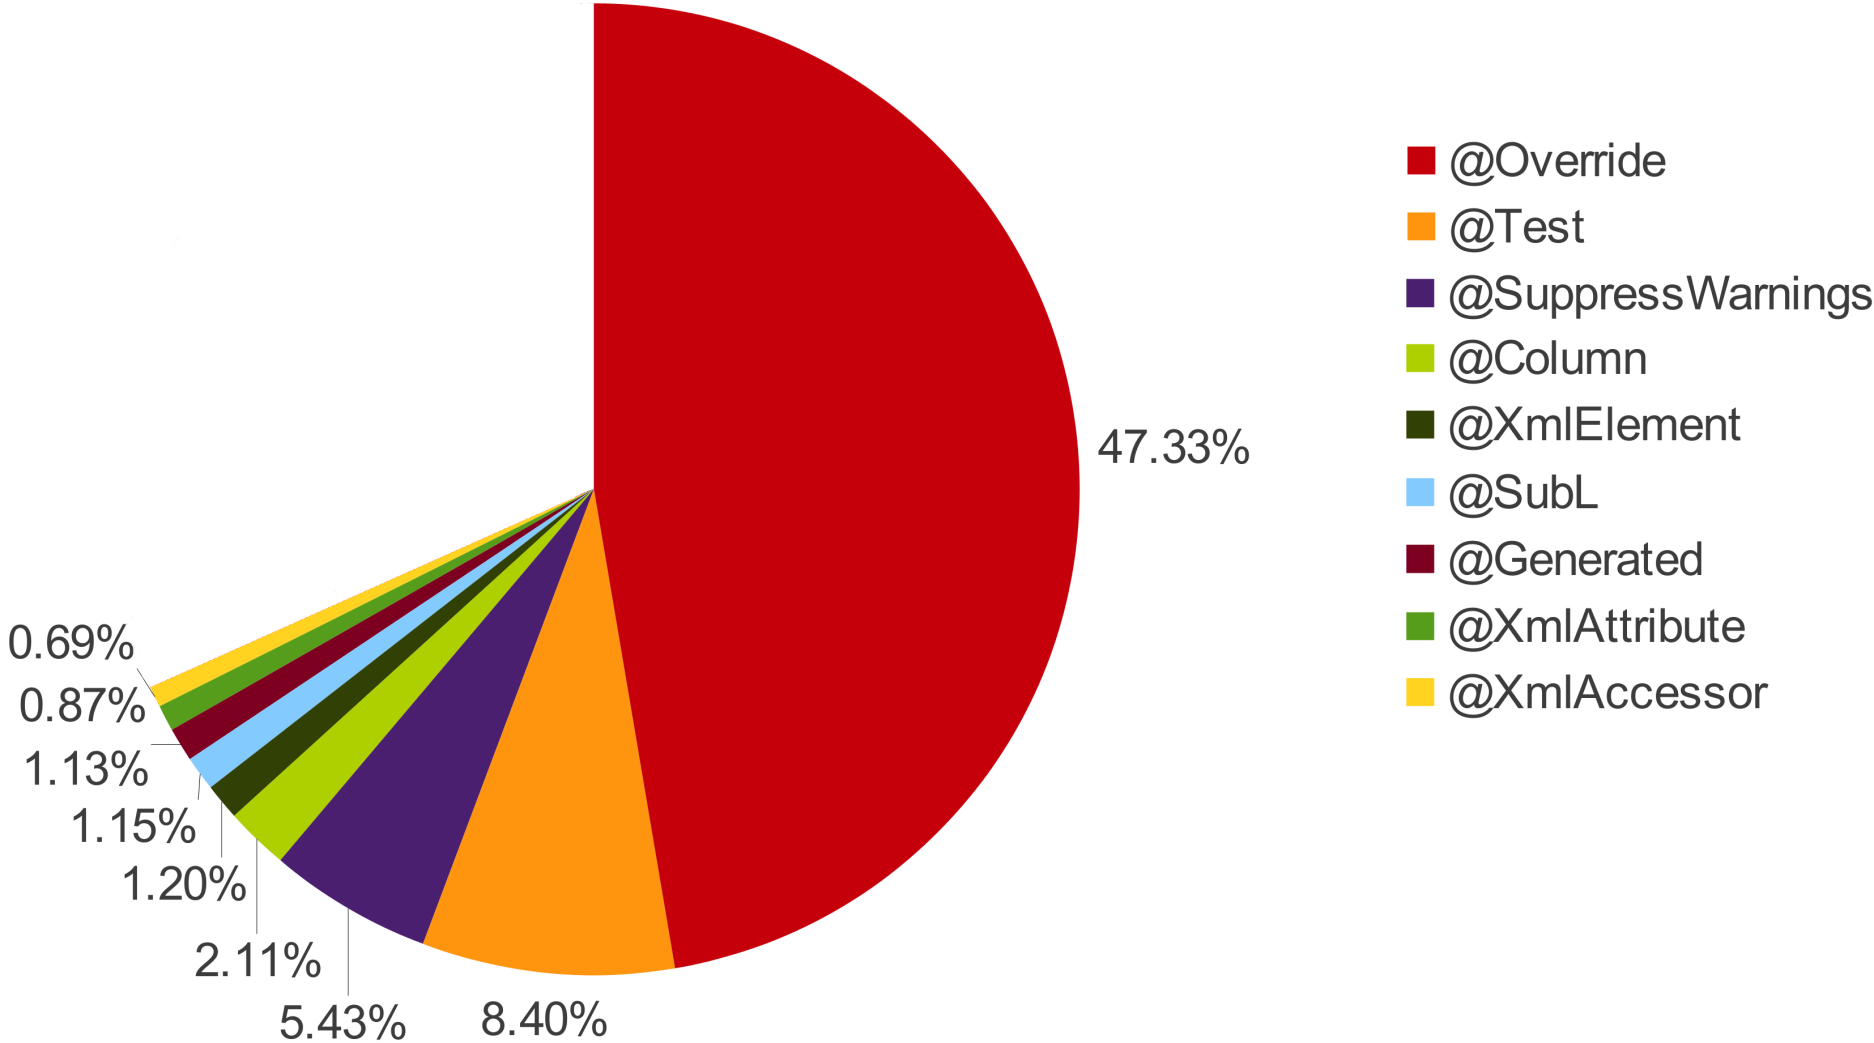 47.33%
8.40%
5.43%
2.11%
1.20%
1.15%
1.13%
0.87%
0.69%
@Override
@Test
@SuppressWarnings
@Column
@XmlElement
@SubL
@Generated
@XmlAttribute
@XmlAccessor